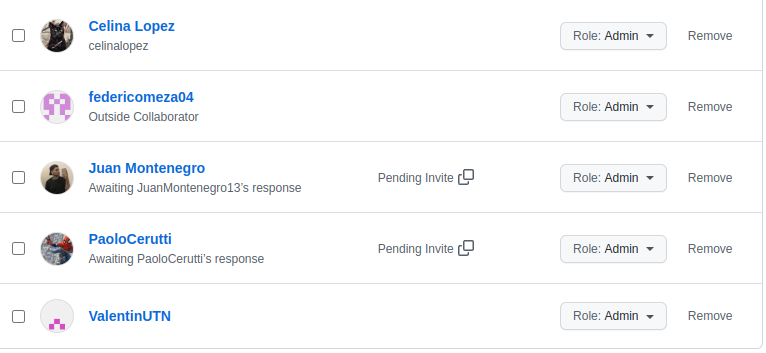 Celina Lopez
celinalopez
Role: Admin
Remove
federicomeza04
Outside Collaborator
Role: Admin
Remove
Juan Montenegro
Awaiting JuanMontenegro13's response
Pending Invite
Role: Admin
Remove
PaoloCerutti
Awaiting PaoloCerutti's response
Pending Invite
Role: Admin
Remove
ValentinUTN
Role: Admin
Remove